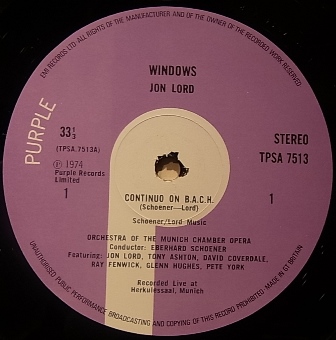 EMI RECORDS LTD ALL RIGHTS OF THE MANUFACTURER AND OF THE OWNER OF THE RECORDED WORK RESERVED
WINDOWS
JON LORD
PURPLE
33⅓
(TPSA.7513A)
STEREO
TPSA 7513
℗ 1974
Purple Records
Limited
1
1
CONTINUO ON B.A.C.H.
(Schoener—Lord)
Schoener/Lord Music
ORCHESTRA OF THE MUNICH CHAMBER OPERA
Conductor: EBERHARD SCHOENER
Featuring: JON LORD, TONY ASHTON, DAVID COVERDALE,
RAY FENWICK, GLENN HUGHES, PETE YORK
Recorded Live at
Herkulessaal, Munich
UNAUTHORISED PUBLIC PERFORMANCE BROADCASTING AND COPYING OF THIS RECORD PROHIBITED · MADE IN GT BRITAIN